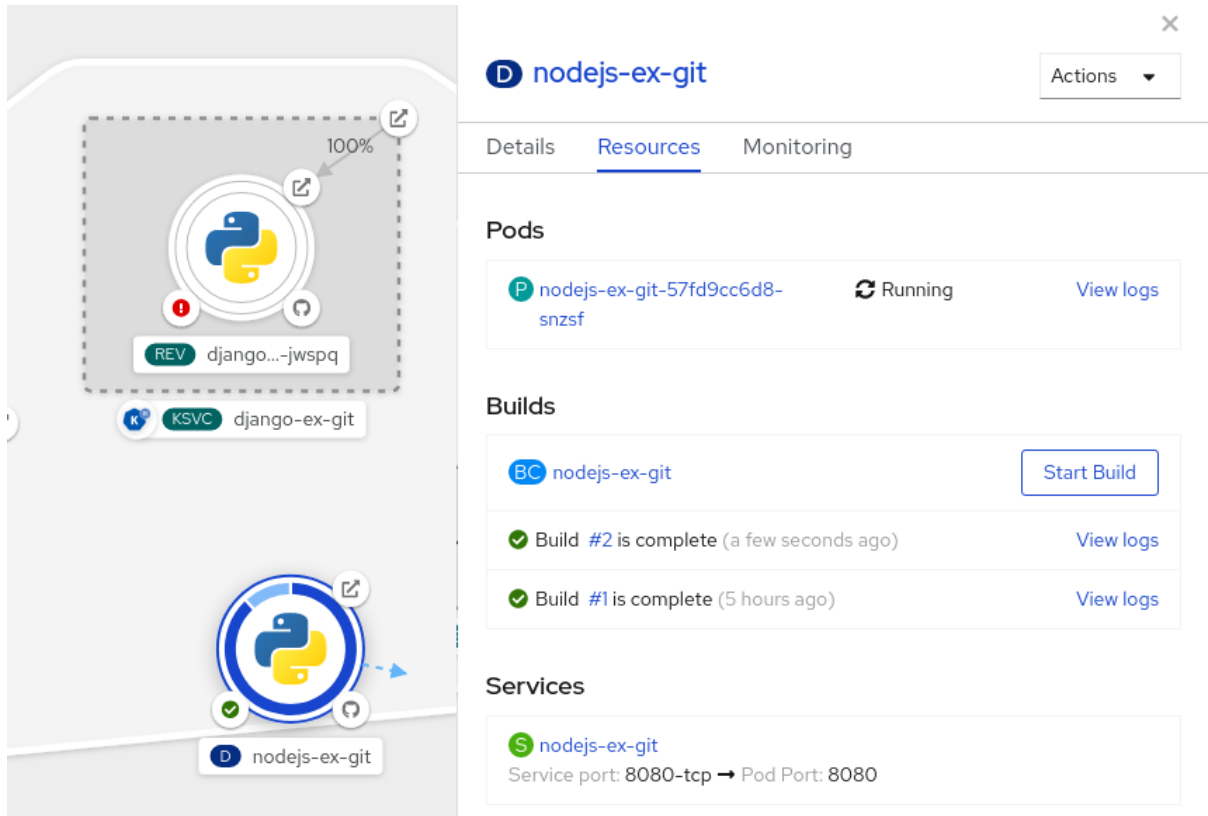 100%
REV django...-jwspq
K KSVC django-ex-git
D nodejs-ex-git
D nodejs-ex-git
Actions
Details Resources Monitoring
Pods
P nodejs-ex-git-57fd9cc6d8-
snzsf
Running View logs
Builds
BC nodejs-ex-git Start Build
Build #2 is complete (a few seconds ago) View logs
Build #1 is complete (5 hours ago) View logs
Services
S nodejs-ex-git
Service port: 8080-tcp ➞ Pod Port: 8080